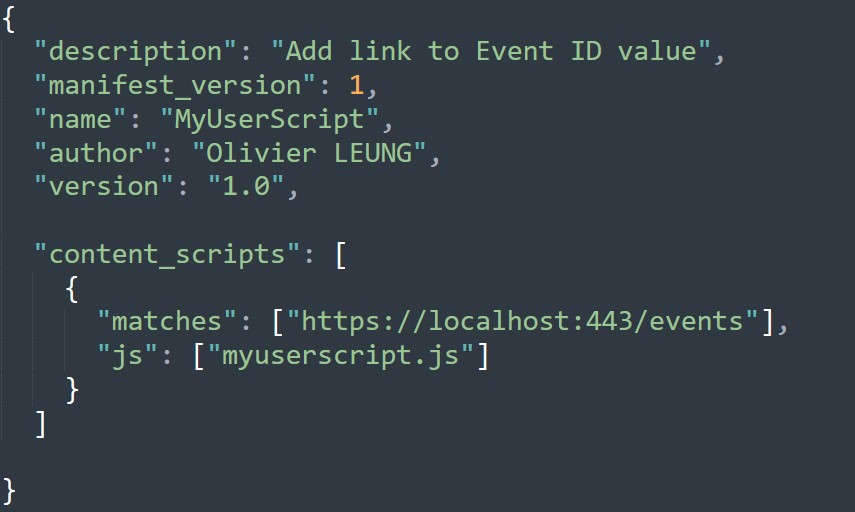 {
  "description": "Add link to Event ID value",
  "manifest_version": 1,
  "name": "MyUserScript",
  "author": "Olivier LEUNG",
  "version": "1.0",

  "content_scripts": [
    {
      "matches": ["https://localhost:443/events"],
      "js": ["myuserscript.js"]
    }
  ]

}